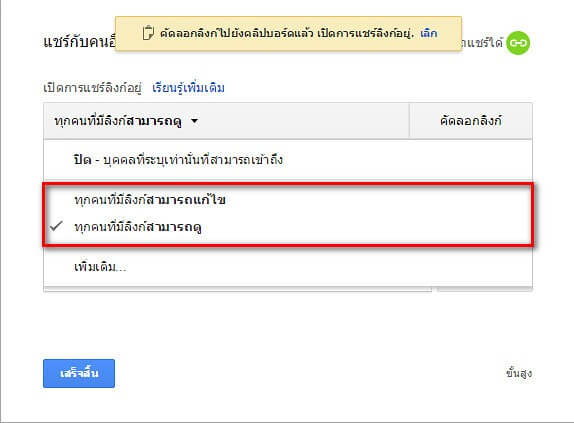 คัดลอกลิงก์ไปยังคลิปบอร์ดแล้ว เปิดการแชร์ลิงก์อยู่. เลิก
แชร์กับคนอื
แชร์ได้
เปิดการแชร์ลิงก์อยู่ เรียนรู้เพิ่มเติม
ทุกคนที่มีลิงก์สามารถดู คัดลอกลิงก์
ปิด - บุคคลที่ระบุเท่านั้นที่สามารถเข้าถึง
ทุกคนที่มีลิงก์สามารถแก้ไข
ทุกคนที่มีลิงก์สามารถดู
เพิ่มเติม...
เสร็จสิ้น ขั้นสูง